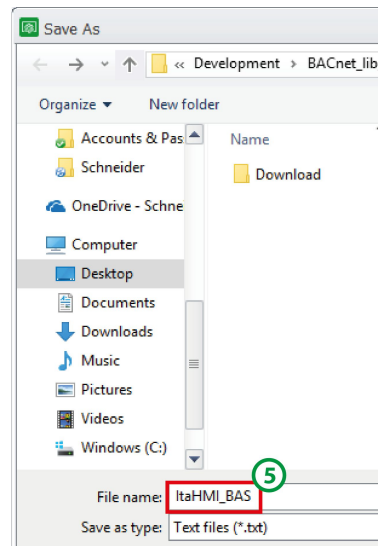 Save As
« Development > BACnet_lib
Organize New folder
Accounts & Pas
Schneider
OneDrive - Schne
Computer
Desktop
Documents
Downloads
Music
Pictures
Videos
Windows (C:)
Name
Download
5
File name: ItaHMI_BAS
Save as type: Text files (*.txt)